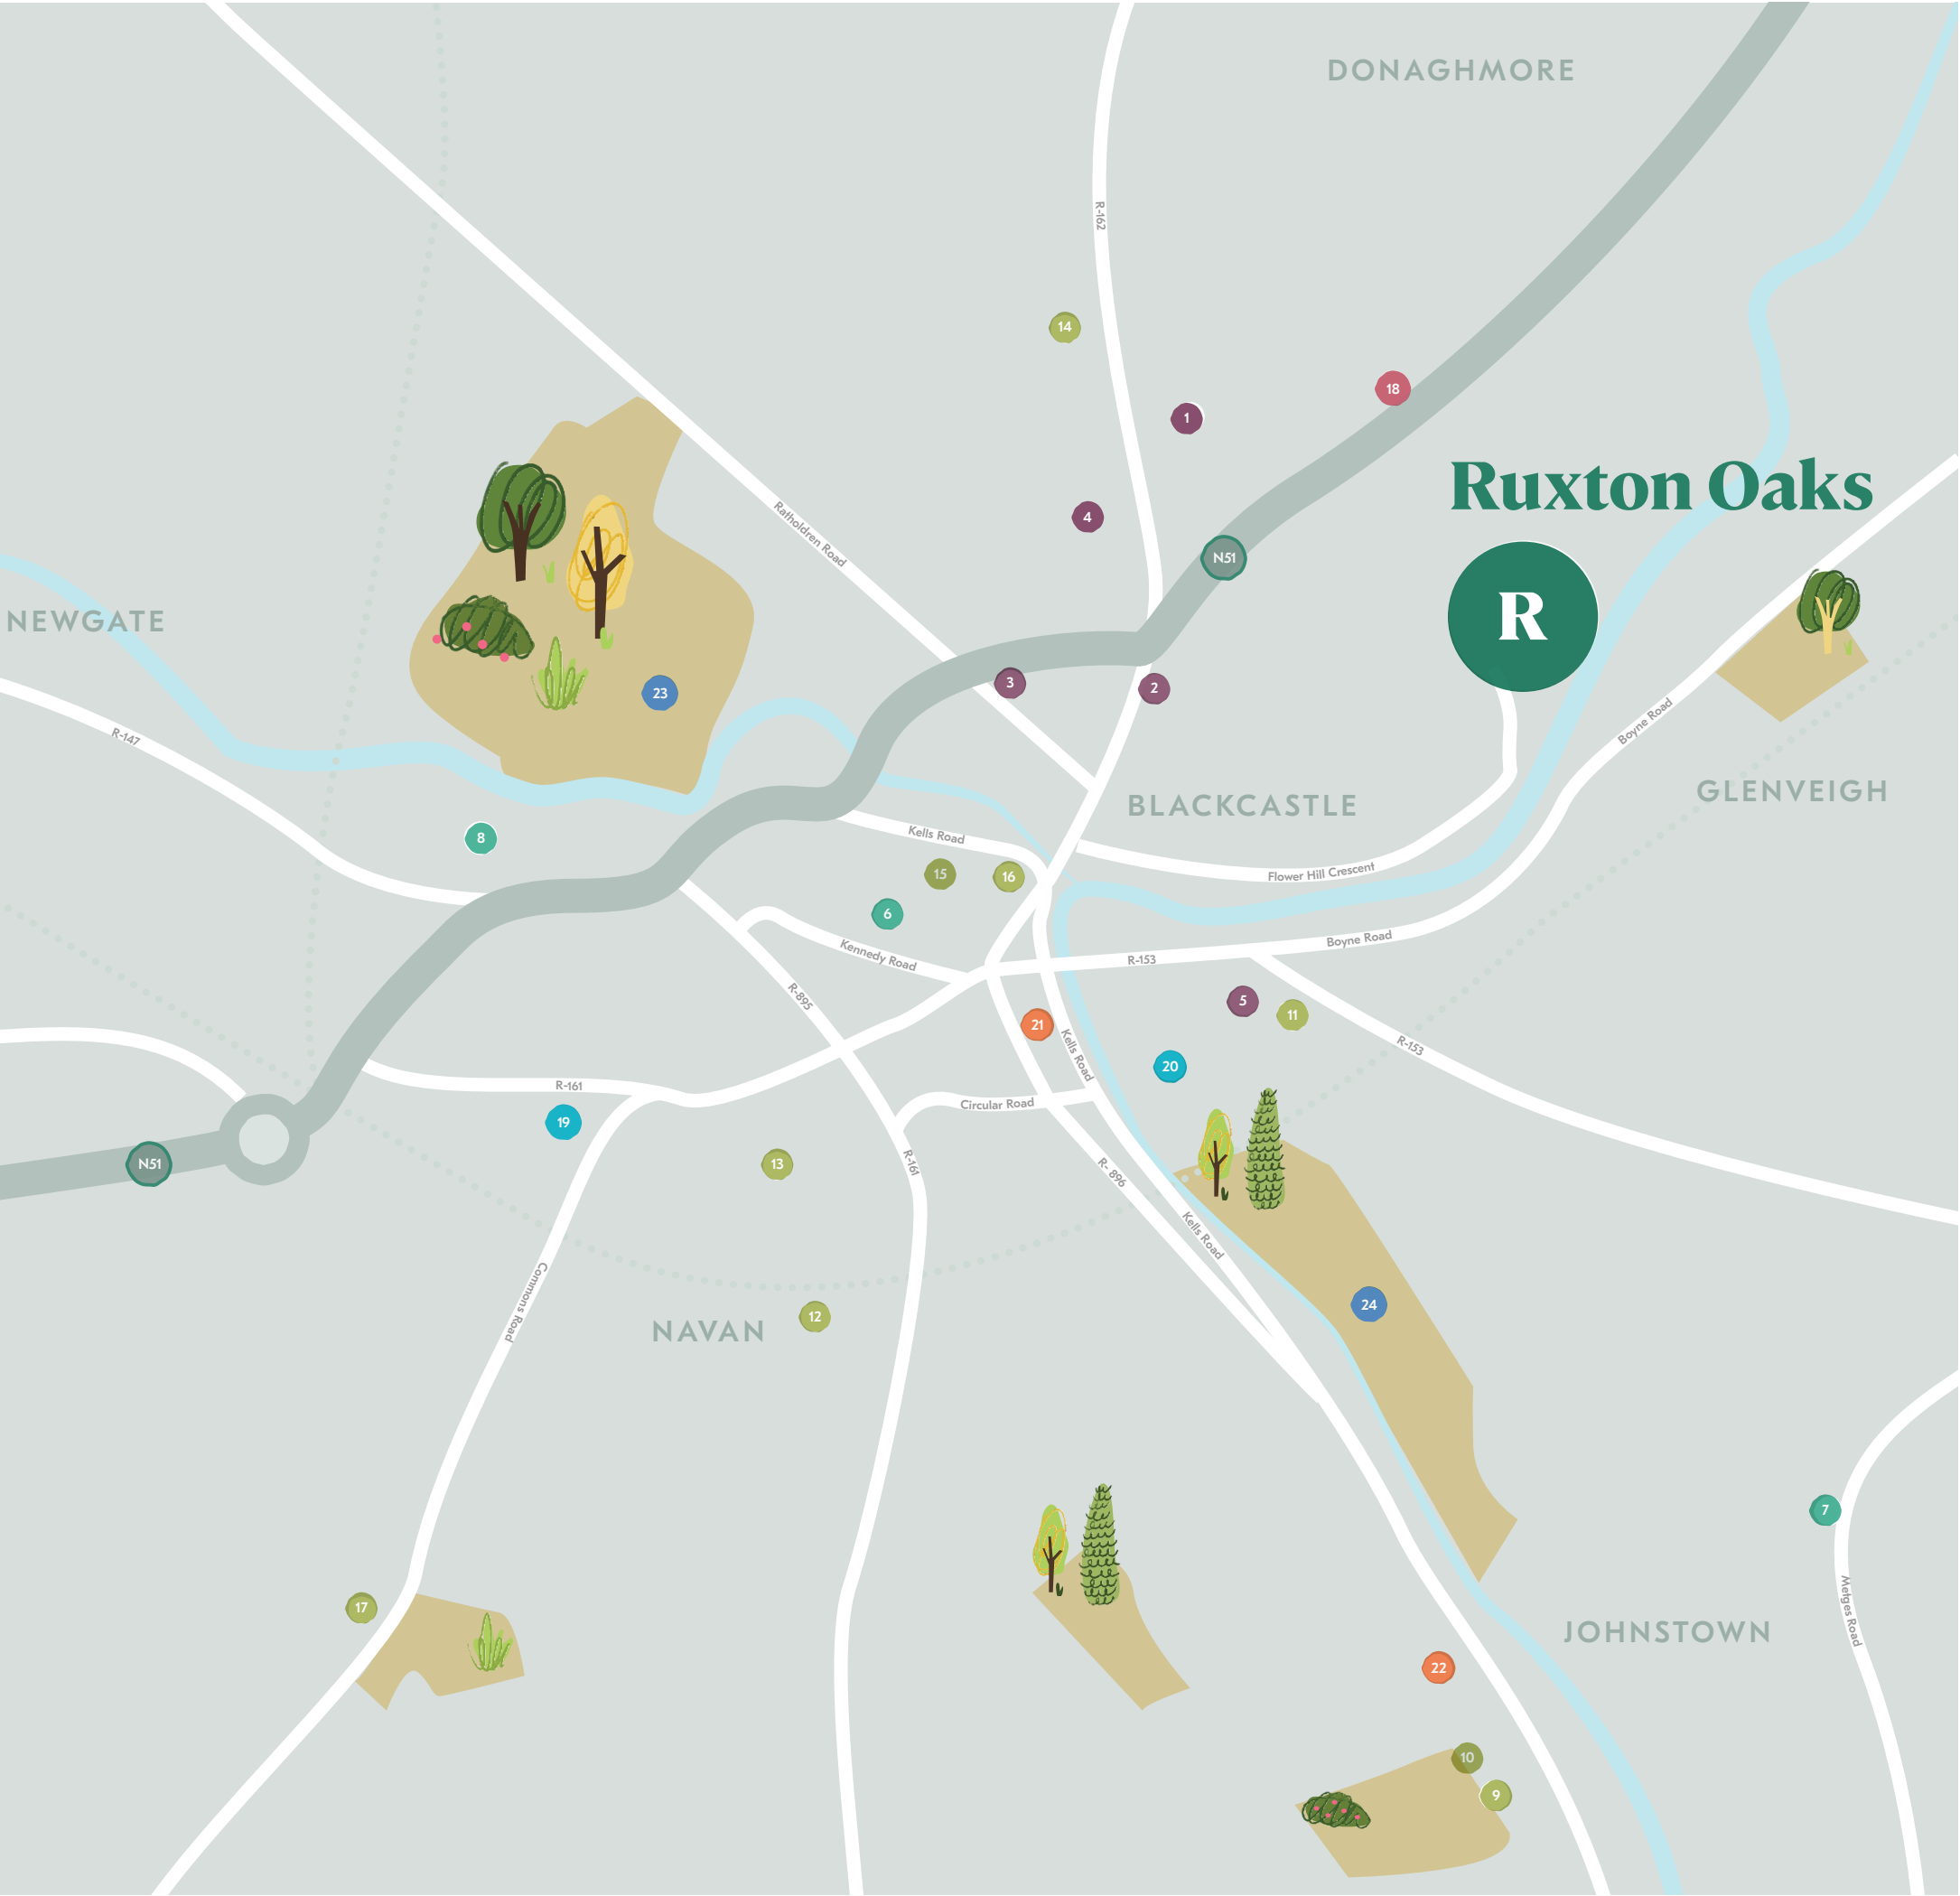 DONAGHMORE
R-162
14
18
1
Ruxton Oaks
4
Ratholdren Road
N51
R
NEWGATE
23
3
2
Boyne Road
R-147
GLENVEIGH
BLACKCASTLE
8
Kells Road
15
16
Flower Hill Crescent
6
Kennedy Road
Boyne Road
R-153
R-895
5
11
21
Kells Road
R-153
20
R-161
Circular Road
19
13
N51
R-161
R- 896
Kells Road
Commons Road
24
NAVAN
12
7
17
Metges Road
JOHNSTOWN
22
10
9